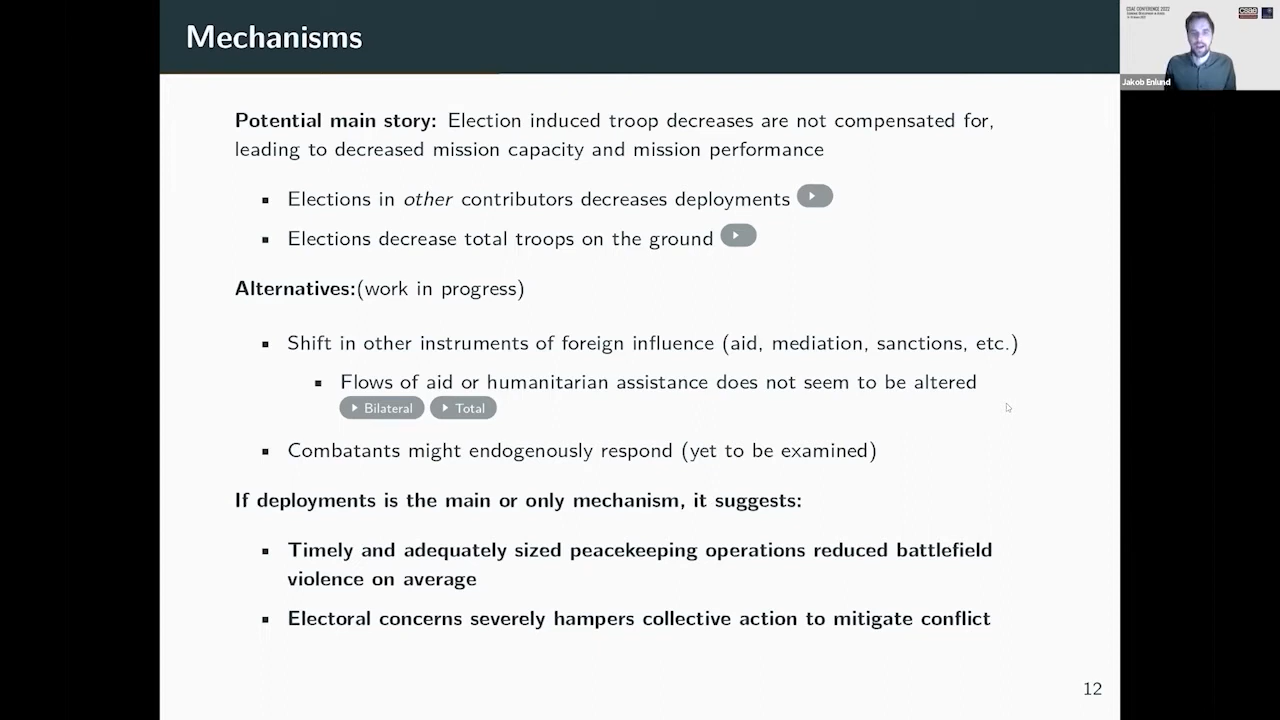 Mechanisms
CSAE CONFERENCE 2022
csae
Jakob Enlund
Potential main story: Election induced troop decreases are not compensated for,
leading to decreased mission capacity and mission performance
Elections in other contributors decreases deployments
Elections decrease total troops on the ground
Alternatives:(work in progress)
Shift in other instruments of foreign influence (aid, mediation, sanctions, etc.)
Flows of aid or humanitarian assistance does not seem to be altered
Bilateral Total
Combatants might endogenously respond (yet to be examined)
If deployments is the main or only mechanism, it suggests:
Timely and adequately sized peacekeeping operations reduced battlefield
violence on average
Electoral concerns severely hampers collective action to mitigate conflict
12